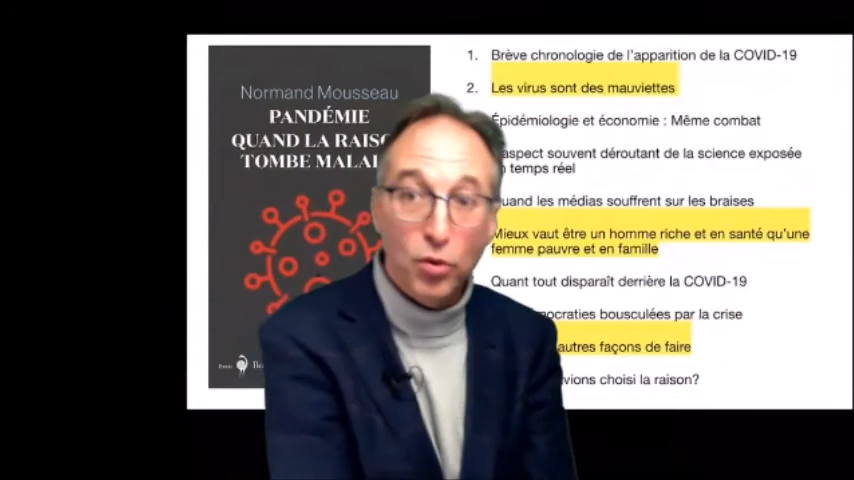 Normand Mousseau
PANDÉMIE
QUAND LA
TOMBE
1. Brève chronologie de l'apparition de la COVID-19
2. Les virus sont des mauviettes
Épidémiologie et économie : Même combat
aspect souvent déroutant de la science exposée
temps réel
uand les médias souffrent sur les braises
Mieux vaut être un homme riche et en santé qu'une
femme pauvre et en famille
Quant tout disparaît derrière la COVID-19
mocraties bousculées par la crise
autres façons de faire
vions choisi la raison?